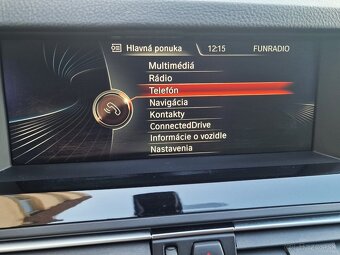 Hlavná ponuka 12:15 FUNRADIO
Multimédiá
Rádio
Telefón
Navigácia
Kontakty
ConnectedDrive
Informácie o vozidle
Nastavenia